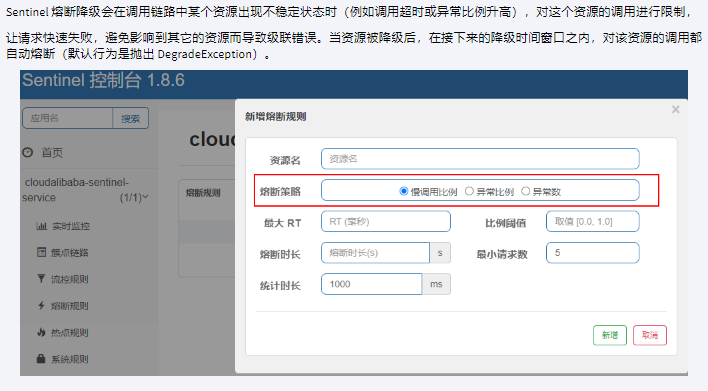 Sentinel 熔断降级会在调用链路中某个资源出现不稳定状态时（例如调用超时或异常比例升高），对这个资源的调用进行限制，
让请求快速失败，避免影响到其它的资源而导致级联错误。当资源被降级后，在接下来的降级时间窗口之内，对该资源的调用都
自动熔断（默认行为是抛出 DegradeException）。
Sentinel 控制台 1.8.6
应用名 搜索
首页
cloudalibaba-sentinel-
service (1/1)
实时监控
簇点链路
流控规则
熔断规则
热点规则
系统规则
clou
熔断规则
新增熔断规则 ×
资源名 资源名
熔断策略 慢调用比例 异常比例 异常数
最大 RT RT (毫秒) 比例阈值 取值 [0.0, 1.0]
熔断时长 熔断时长(s) s 最小请求数 5
统计时长 1000 ms
新增 取消